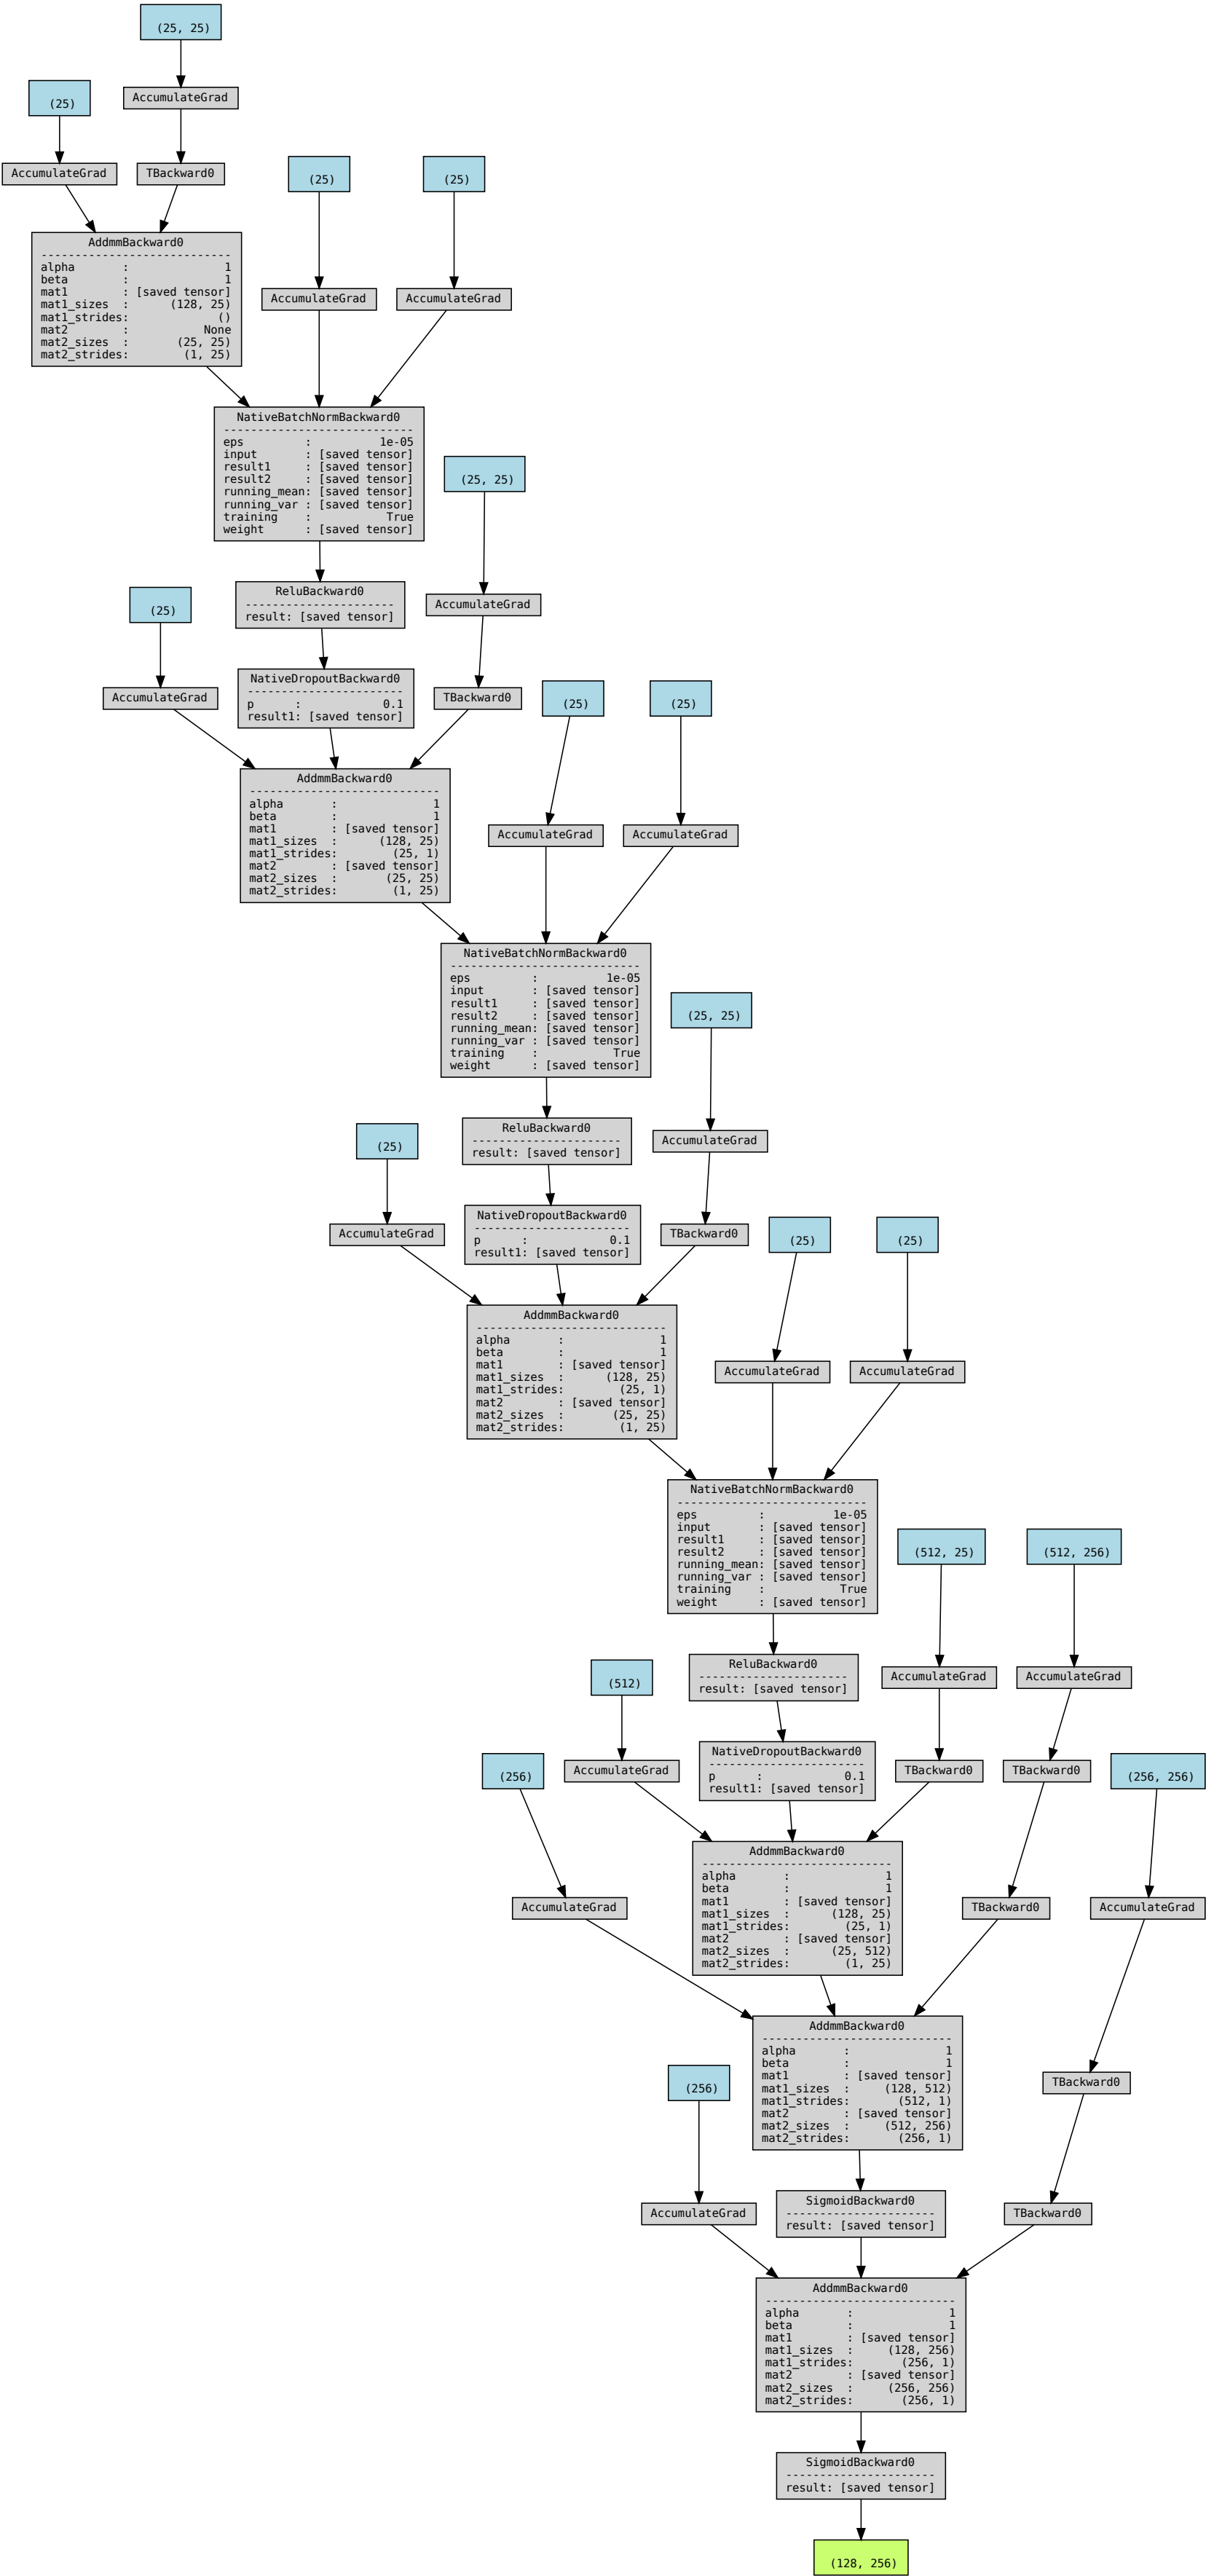 (25, 25)
AccumulateGrad
(25)
AccumulateGrad
TBackward0
(25)
(25)
AddmmBackward0
----------------------------
alpha       :              1
beta        :              1
mat1        : [saved tensor]
mat1_sizes  :      (128, 25)
mat1_strides:             ()
mat2        :           None
mat2_sizes  :       (25, 25)
mat2_strides:        (1, 25)
AccumulateGrad
AccumulateGrad
NativeBatchNormBackward0
----------------------------
eps         :          1e-05
input       : [saved tensor]
result1     : [saved tensor]
result2     : [saved tensor]
running_mean: [saved tensor]
running_var : [saved tensor]
training    :           True
weight      : [saved tensor]
(25, 25)
AccumulateGrad
(25)
ReluBackward0
----------------------
result: [saved tensor]
AccumulateGrad
NativeDropoutBackward0
-----------------------
p      :            0.1
result1: [saved tensor]
TBackward0
(25)
(25)
AddmmBackward0
----------------------------
alpha       :              1
beta        :              1
mat1        : [saved tensor]
mat1_sizes  :      (128, 25)
mat1_strides:        (25, 1)
mat2        : [saved tensor]
mat2_sizes  :       (25, 25)
mat2_strides:        (1, 25)
AccumulateGrad
AccumulateGrad
NativeBatchNormBackward0
----------------------------
eps         :          1e-05
input       : [saved tensor]
result1     : [saved tensor]
result2     : [saved tensor]
running_mean: [saved tensor]
running_var : [saved tensor]
training    :           True
weight      : [saved tensor]
(25, 25)
AccumulateGrad
(25)
ReluBackward0
----------------------
result: [saved tensor]
AccumulateGrad
NativeDropoutBackward0
-----------------------
p      :            0.1
result1: [saved tensor]
TBackward0
(25)
(25)
AddmmBackward0
----------------------------
alpha       :              1
beta        :              1
mat1        : [saved tensor]
mat1_sizes  :      (128, 25)
mat1_strides:        (25, 1)
mat2        : [saved tensor]
mat2_sizes  :       (25, 25)
mat2_strides:        (1, 25)
AccumulateGrad
AccumulateGrad
NativeBatchNormBackward0
----------------------------
eps         :          1e-05
input       : [saved tensor]
result1     : [saved tensor]
result2     : [saved tensor]
running_mean: [saved tensor]
running_var : [saved tensor]
training    :           True
weight      : [saved tensor]
(512, 25)
(512, 256)
(512)
ReluBackward0
----------------------
result: [saved tensor]
AccumulateGrad
AccumulateGrad
(256)
AccumulateGrad
NativeDropoutBackward0
-----------------------
p      :            0.1
result1: [saved tensor]
TBackward0
TBackward0
(256, 256)
AccumulateGrad
AddmmBackward0
----------------------------
alpha       :              1
beta        :              1
mat1        : [saved tensor]
mat1_sizes  :      (128, 25)
mat1_strides:        (25, 1)
mat2        : [saved tensor]
mat2_sizes  :      (25, 512)
mat2_strides:        (1, 25)
TBackward0
AccumulateGrad
AddmmBackward0
----------------------------
alpha       :              1
beta        :              1
mat1        : [saved tensor]
mat1_sizes  :     (128, 512)
mat1_strides:       (512, 1)
mat2        : [saved tensor]
mat2_sizes  :     (512, 256)
mat2_strides:       (256, 1)
(256)
TBackward0
AccumulateGrad
SigmoidBackward0
----------------------
result: [saved tensor]
TBackward0
AddmmBackward0
----------------------------
alpha       :              1
beta        :              1
mat1        : [saved tensor]
mat1_sizes  :     (128, 256)
mat1_strides:       (256, 1)
mat2        : [saved tensor]
mat2_sizes  :     (256, 256)
mat2_strides:       (256, 1)
SigmoidBackward0
----------------------
result: [saved tensor]
(128, 256)